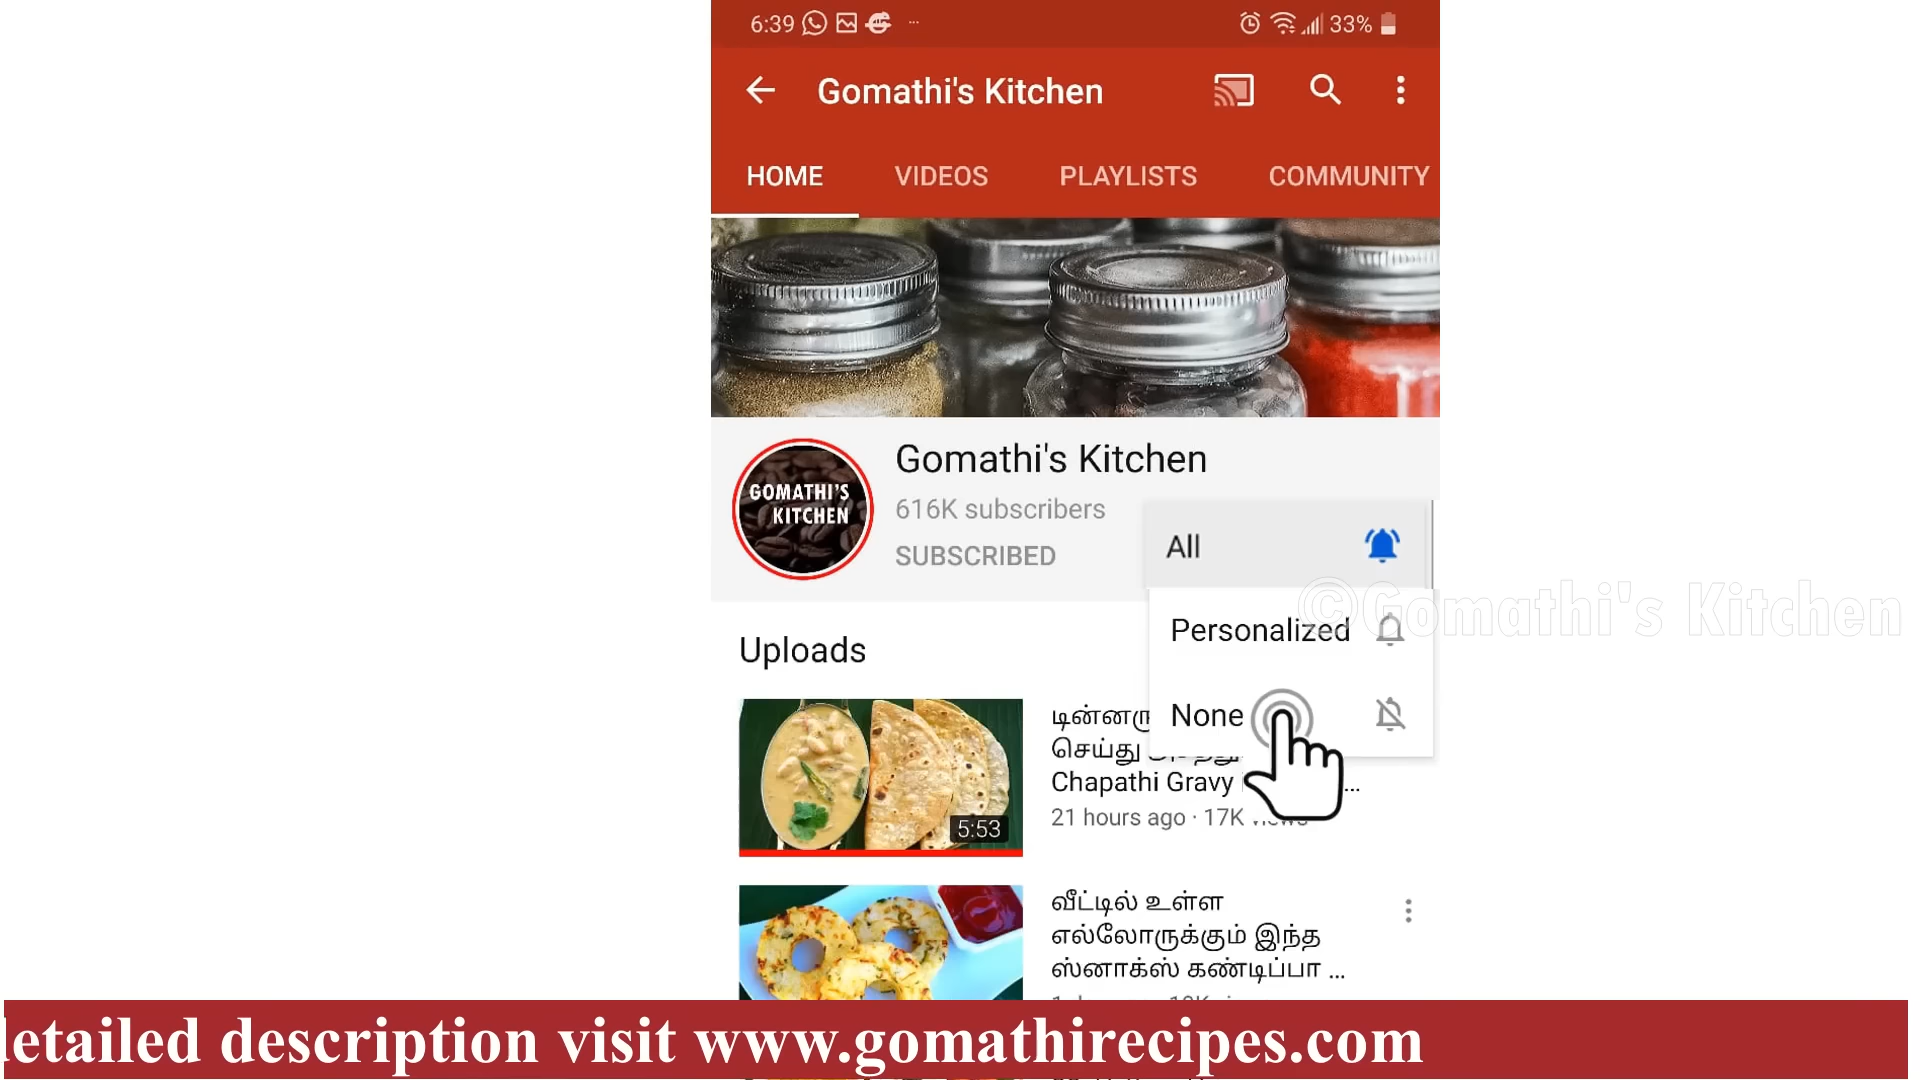 6:39 33%
Gomathi's Kitchen
HOME VIDEOS PLAYLISTS COMMUNITY
GOMATHI'S
KITCHEN
Gomathi's Kitchen
616K subscribers
SUBSCRIBED
All
Personalized
None
©Gomathi's Kitchen
Uploads
செய்து
Chapathi Gravy ...
21 hours ago · 17K views
5:53
வீட்டில் உள்ள
எல்லோருக்கும் இந்த
ஸ்னாக்ஸ் கண்டிப்பா ...
detailed description visit www.gomathirecipes.com